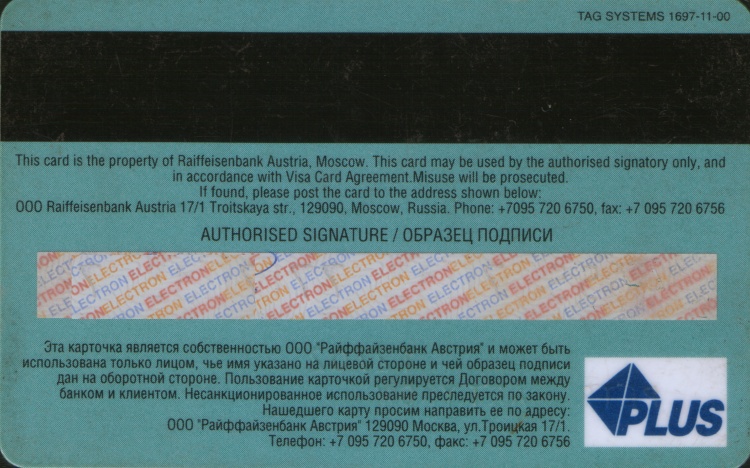 TAG SYSTEMS 1697-11-00
This card is the property of Raiffeisenbank Austria, Moscow. This card may be used by the authorised signatory only, and
in accordance with Visa Card Agreement.Misuse will be prosecuted.
If found, please post the card to the address shown below:
OOO Raiffeisenbank Austria 17/1 Troitskaya str., 129090, Moscow, Russia. Phone: +7095 720 6750, fax: +7 095 720 6756
AUTHORISED SIGNATURE / ОБРАЗЕЦ ПОДПИСИ
ELECTRON ELECTRON ELECTRON ELECTRON ELECTRON ELECTRON
Эта карточка является собственностью ООО "Райффайзенбанк Австрия" и может быть
использована только лицом, чье имя указано на лицевой стороне и чей образец подписи
дан на оборотной стороне. Пользование карточкой регулируется Договором между
банком и клиентом. Несанкционированное использование преследуется по закону.
Нашедшего карту просим направить ее по адресу:
ООО "Райффайзенбанк Австрия" 129090 Москва, ул.Троицкая 17/1.
Телефон: +7 095 720 6750, факс: +7 095 720 6756
PLUS